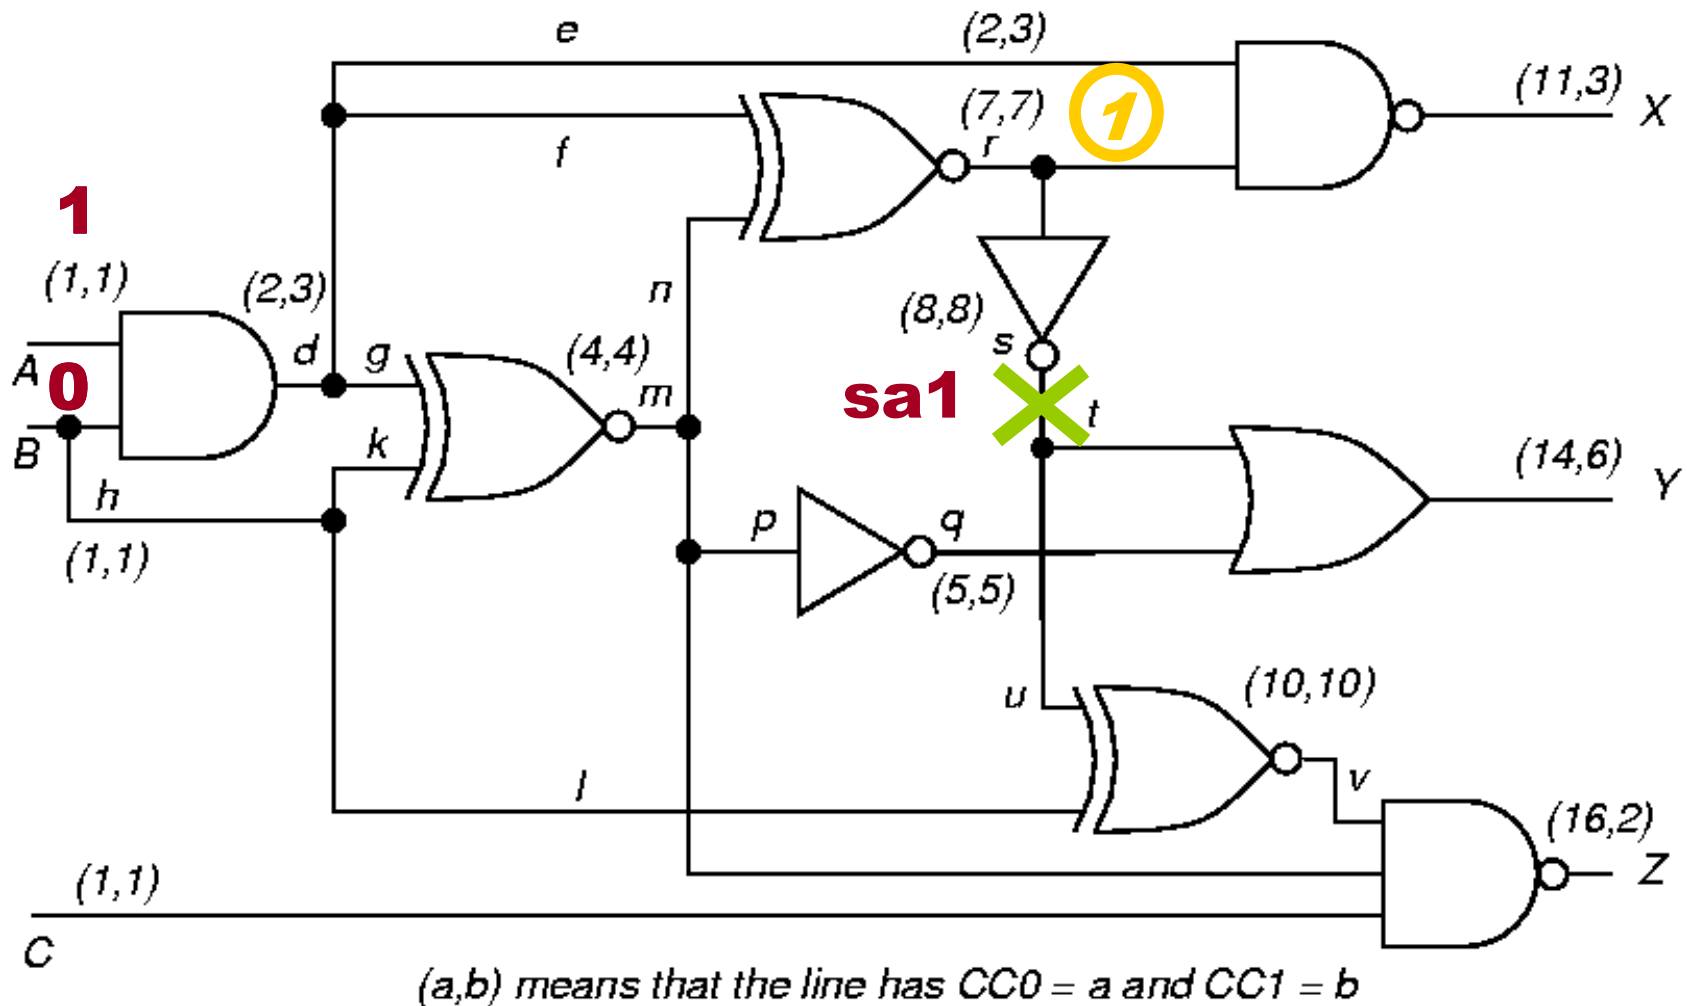 e (2,3)
(11,3) X
(7,7) 1
f r
1
(1,1) (2,3)
n
(8,8)
A d g (4,4) s
0 m sa1 t
B k
h p q (14,6) Y
(1,1) (5,5)
u (10,10)
l v
(16,2)
(1,1) Z
C
(a,b) means that the line has CC0 = a and CC1 = b